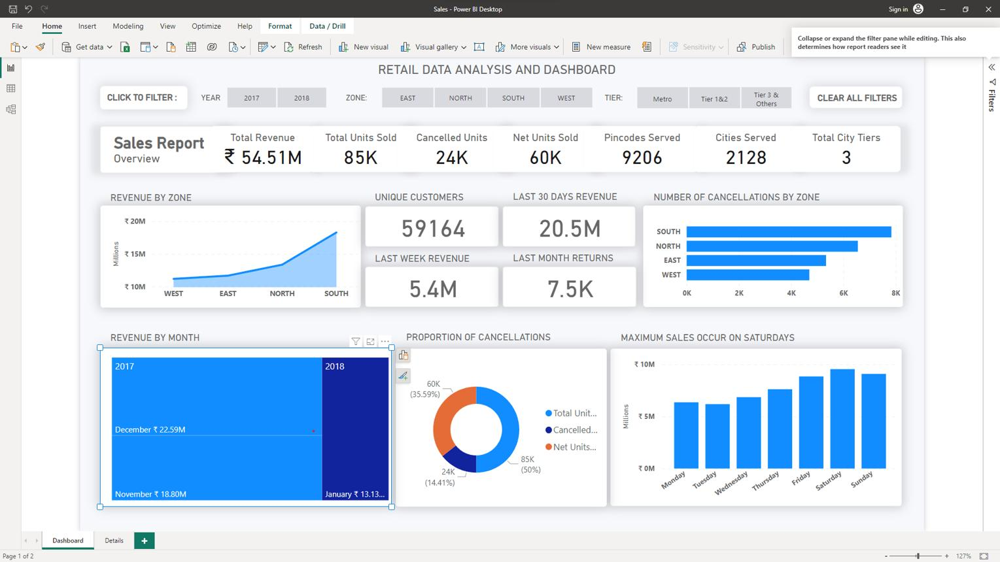 Sales - Power BI Desktop
Sign in
File Home Insert Modeling View Optimize Help Format Data / Drill
Get data Refresh New visual Visual gallery More visuals New measure Sensitivity Publish
Collapse or expand the filter pane while editing. This also
determines how report readers see it
Filters
RETAIL DATA ANALYSIS AND DASHBOARD
CLICK TO FILTER : YEAR 2017 2018 ZONE: EAST NORTH SOUTH WEST TIER: Metro Tier 1&2 Tier 3 & Others CLEAR ALL FILTERS
Sales Report
Overview
Total Revenue
₹ 54.51M
Total Units Sold
85K
Cancelled Units
24K
Net Units Sold
60K
Pincodes Served
9206
Cities Served
2128
Total City Tiers
3
REVENUE BY ZONE
Millions
₹ 20M
₹ 15M
₹ 10M
WEST EAST NORTH SOUTH
UNIQUE CUSTOMERS
59164
LAST 30 DAYS REVENUE
20.5M
LAST WEEK REVENUE
5.4M
LAST MONTH RETURNS
7.5K
NUMBER OF CANCELLATIONS BY ZONE
SOUTH
NORTH
EAST
WEST
0K 2K 4K 6K 8K
REVENUE BY MONTH
2017
December ₹ 22.59M
November ₹ 18.80M
2018
January ₹ 13.13...
PROPORTION OF CANCELLATIONS
60K
(35.59%)
24K
(14.41%)
85K
(50%)
Total Unit...
Cancelled...
Net Units...
MAXIMUM SALES OCCUR ON SATURDAYS
Millions
₹ 10M
₹ 5M
₹ 0M
Monday Tuesday Wednesday Thursday Friday Saturday Sunday
Dashboard Details +
Page 1 of 2
- + 127%